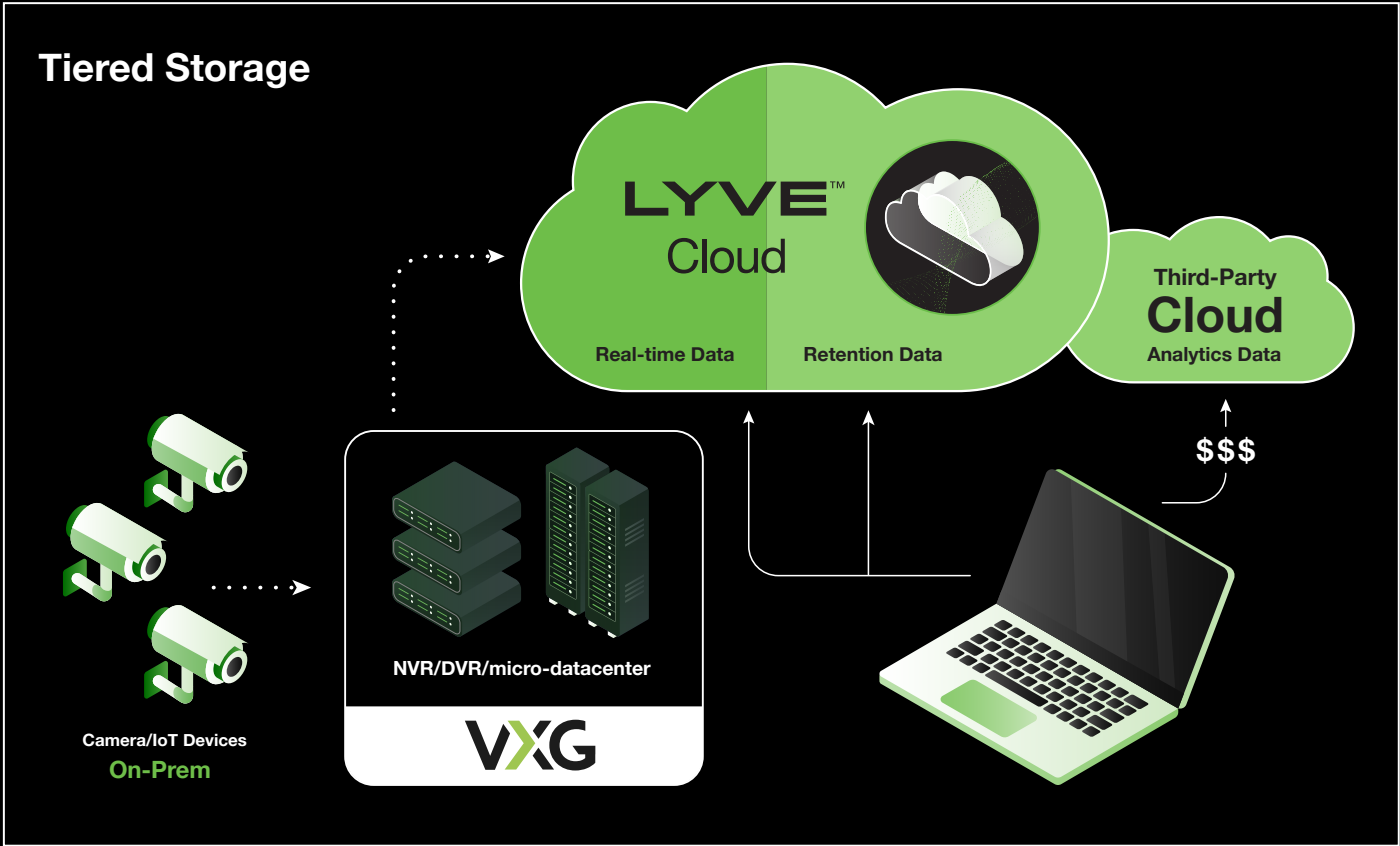 Tiered Storage
LYVE™
Cloud
Real-time Data
Retention Data
Third-Party
Cloud
Analytics Data
$$$
NVR/DVR/micro-datacenter
VXG
Camera/IoT Devices
On-Prem